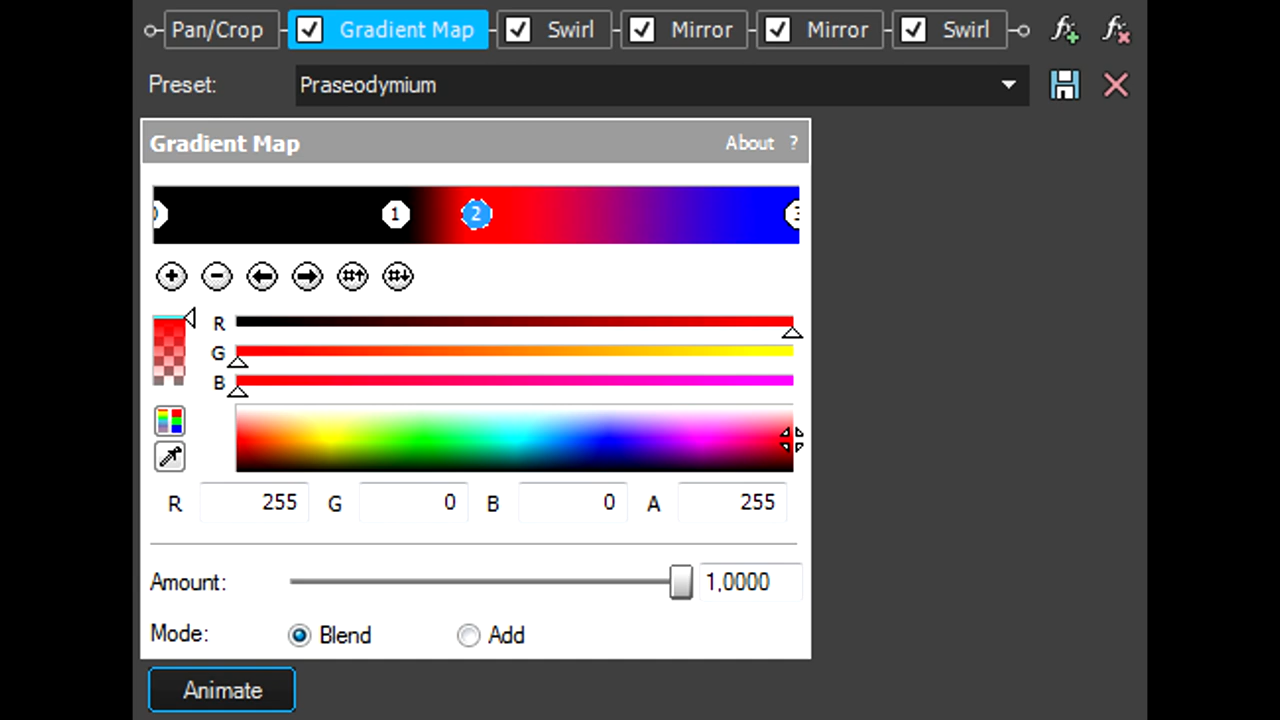 Pan/Crop Gradient Map Swirl Mirror Mirror Swirl
Preset: Praseodymium
Gradient Map About ?
1 2
R
G
B
R 255 G 0 B 0 A 255
Amount: 1,0000
Mode: Blend Add
Animate